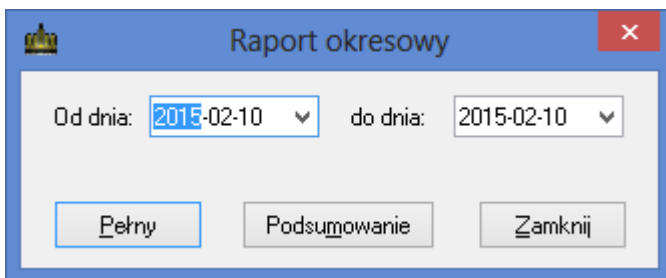 Raport okresowy
Od dnia: 2015-02-10 do dnia: 2015-02-10
Pełny Podsumowanie Zamknij